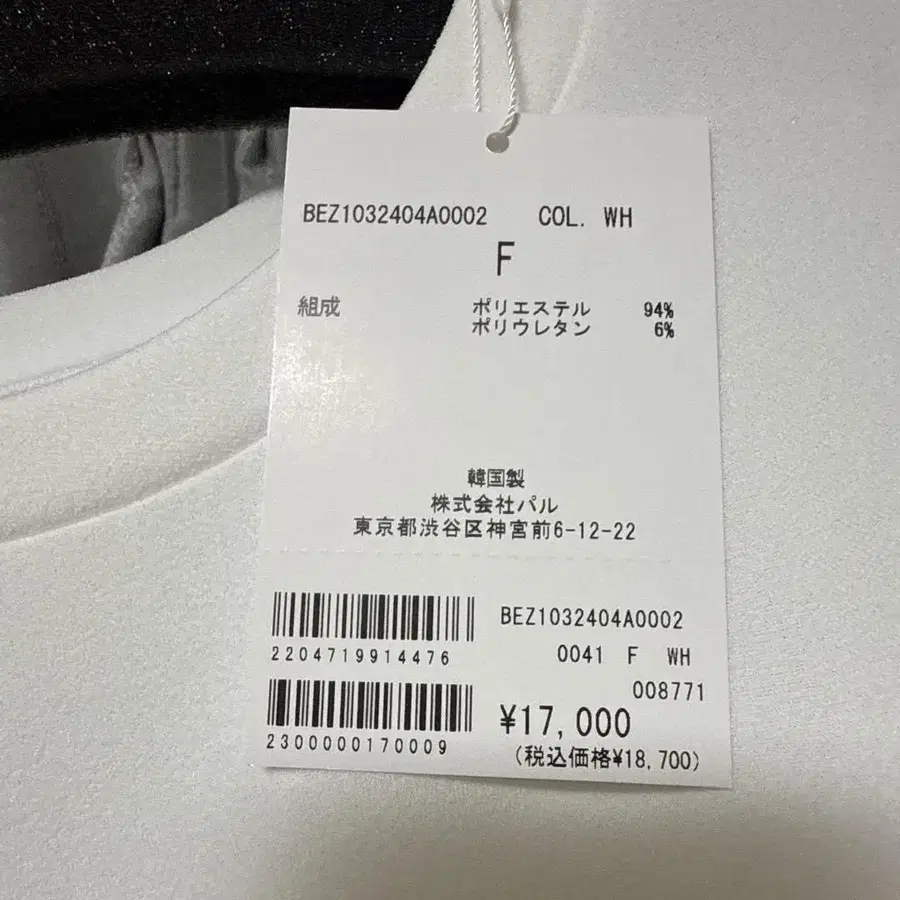 BEZ1032404A0002 COL. WH
F
組成 ポリエステル 94%
ポリウレタン 6%
韓国製
株式会社パル
東京都渋谷区神宮前6-12-22
BEZ1032404A0002
2204719914476
0041 F WH
008771
¥17,000
2300000170009
(税込価格¥18,700)